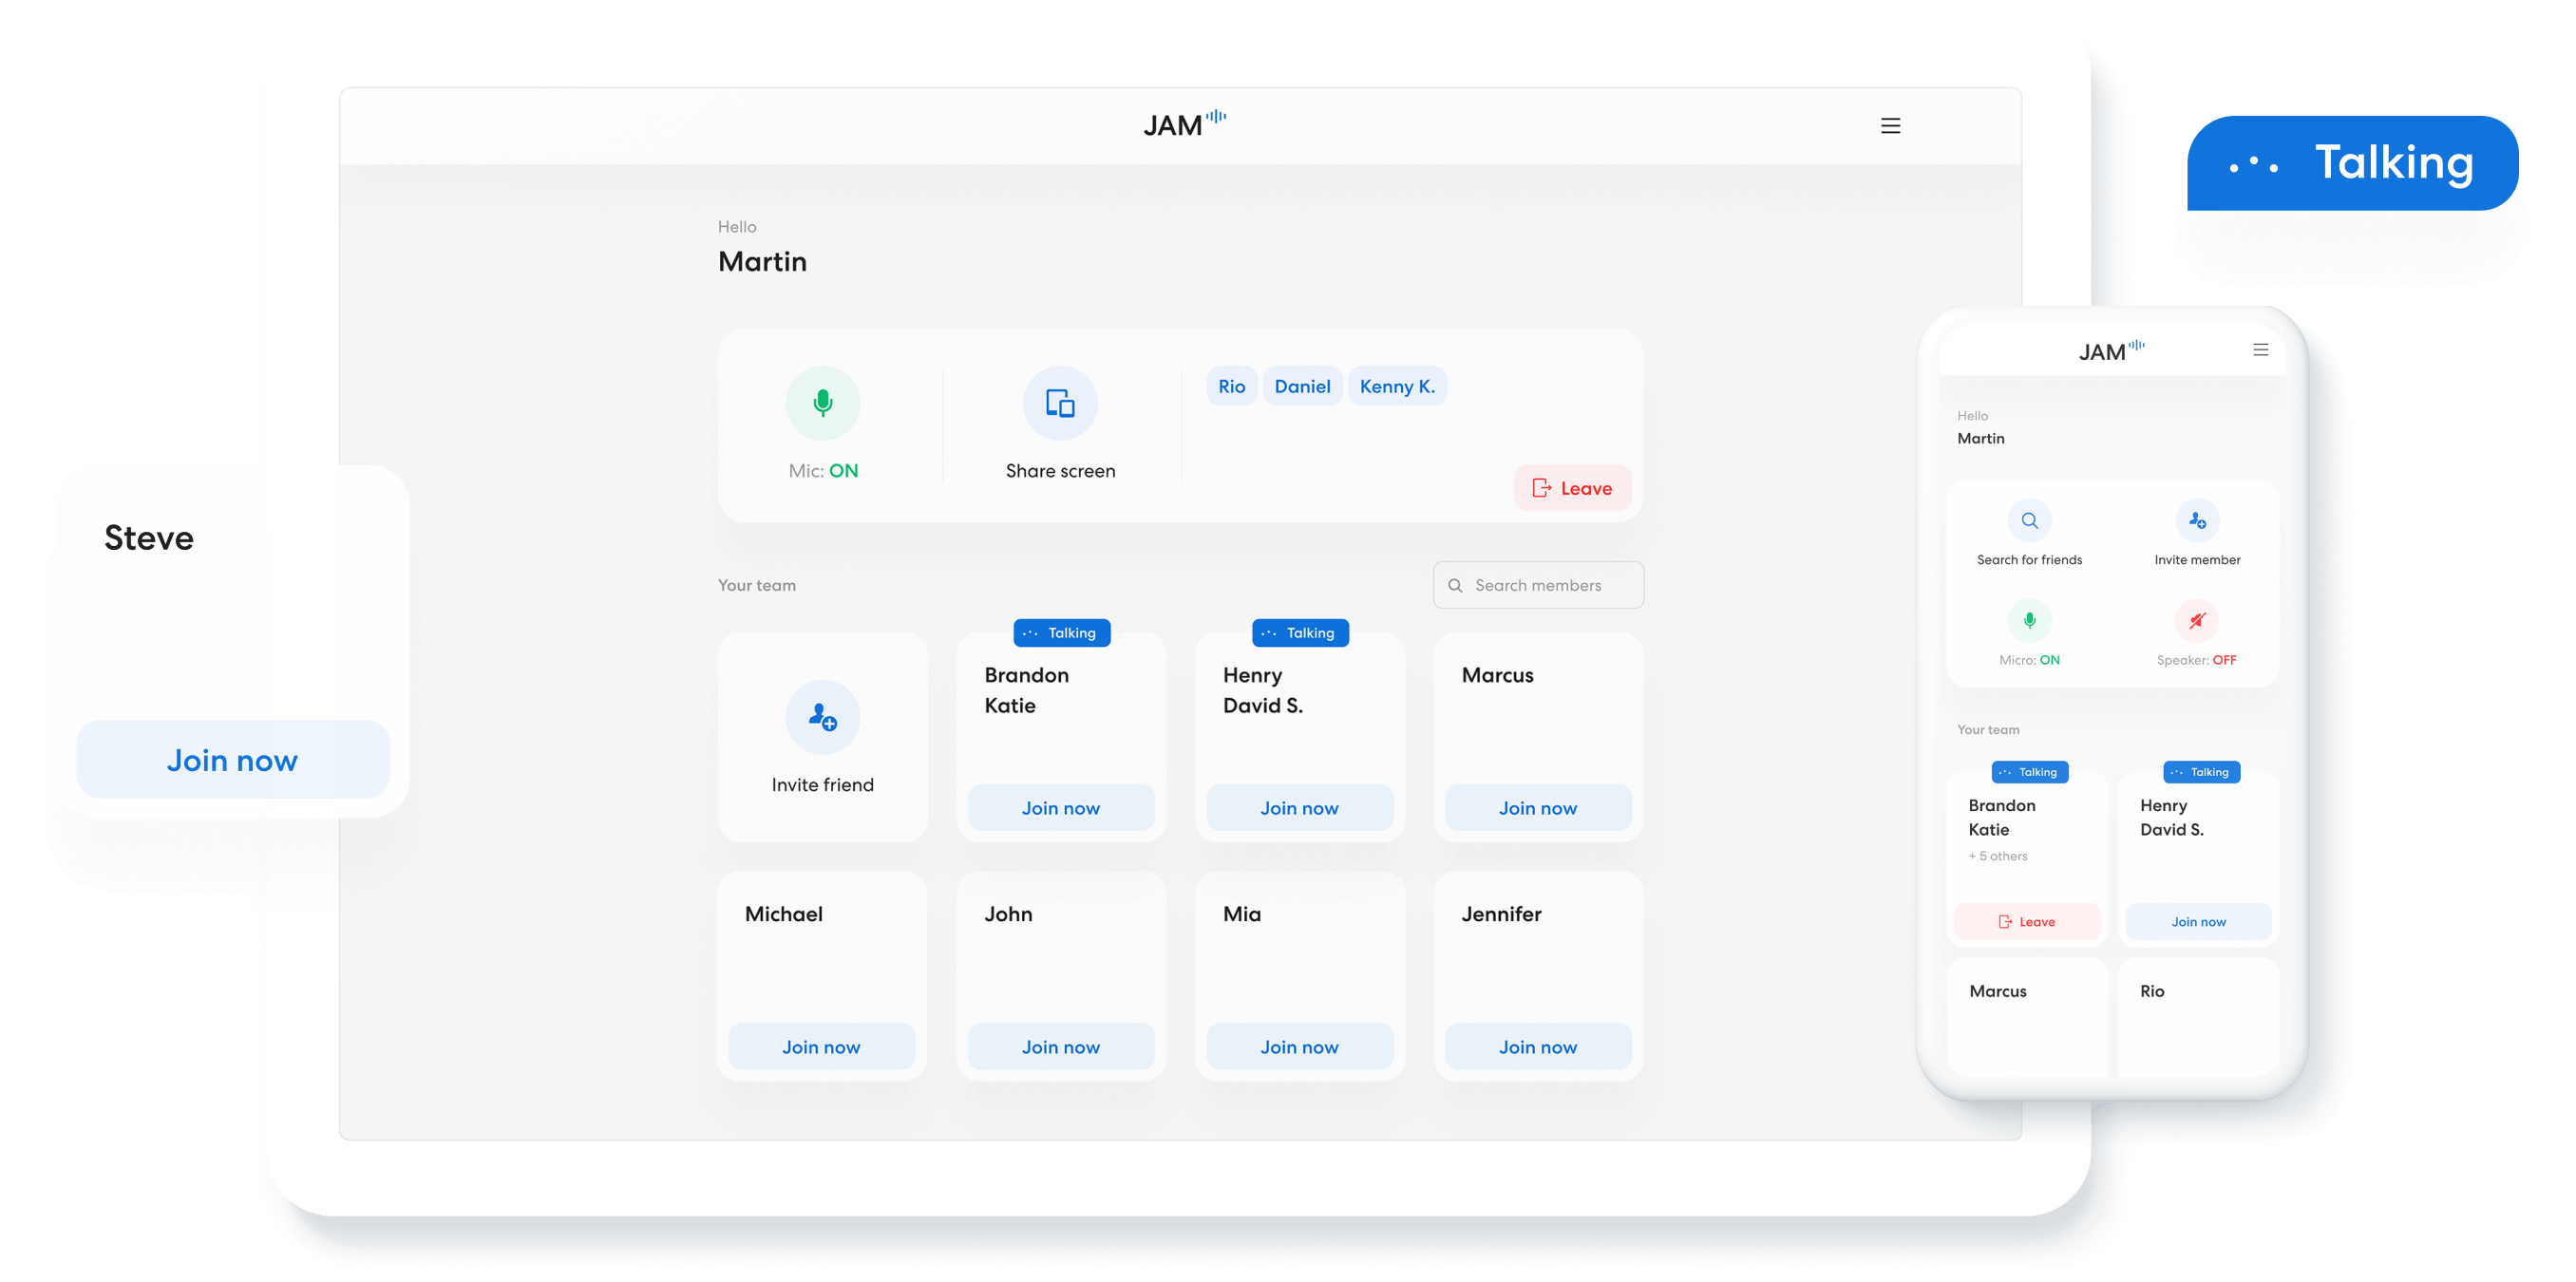 JAM
Hello
Martin
Mic: ON
Share screen
Rio Daniel Kenny K.
Leave
Your team
Search members
Invite friend
Talking
Brandon
Katie
Join now
Talking
Henry
David S.
Join now
Marcus
Join now
Michael
Join now
John
Join now
Mia
Join now
Jennifer
Join now
Steve
Join now
Talking
JAM
Hello
Martin
Search for friends
Invite member
Micro: ON
Speaker: OFF
Your team
Talking
Brandon
Katie
+ 5 others
Leave
Talking
Henry
David S.
Join now
Marcus
Rio